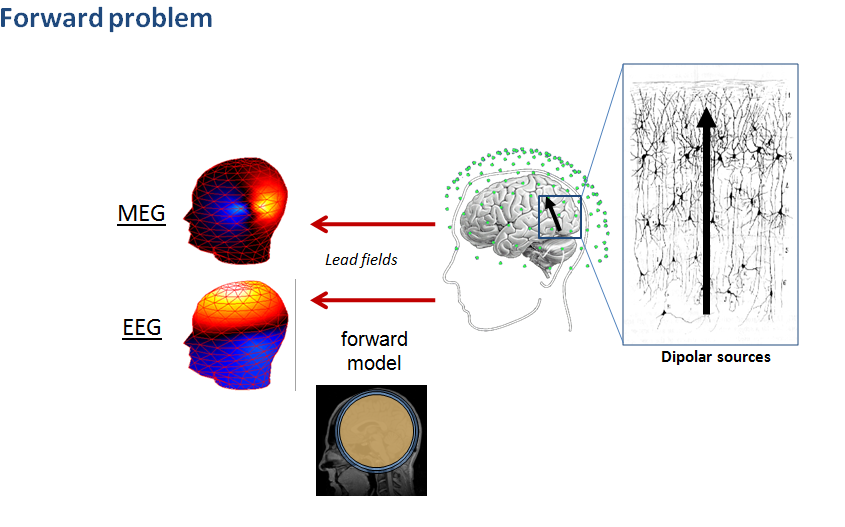 Forward problem
MEG
Lead fields
EEG
forward
model
Dipolar sources